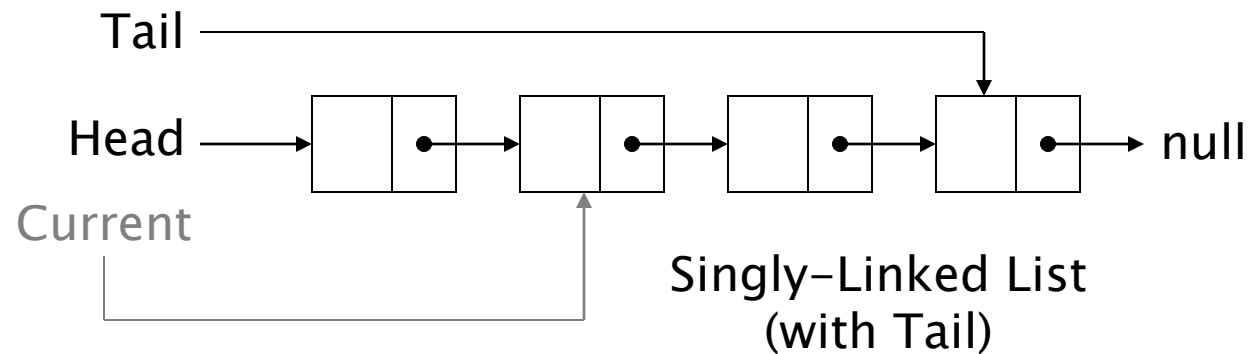 Tail
Head
null
Current
Singly-Linked List
(with Tail)